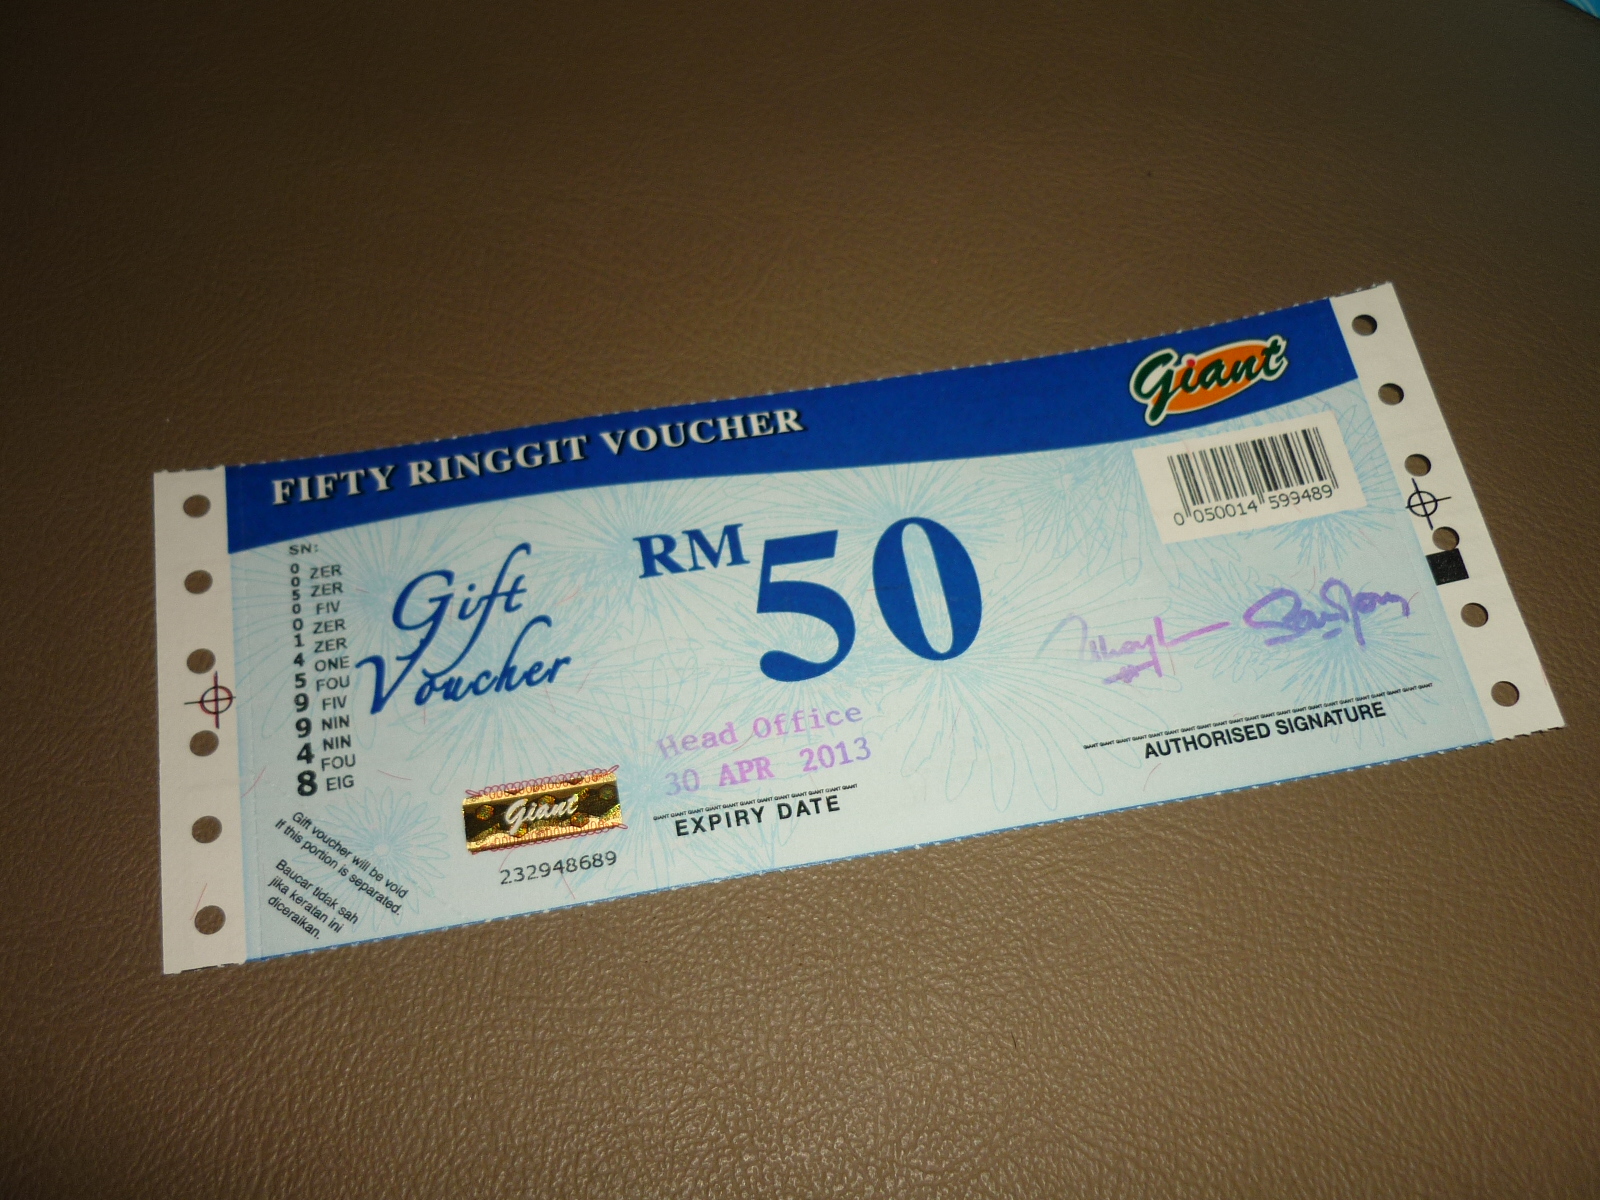 FIFTY RINGGIT VOUCHER
Giant
0 050014 599489
SN:
0 ZER
0 ZER
5 FIV
0 ZER
0 ZER
1 ONE
4 FOU
5 FIV
9 NIN
9 NIN
4 FOU
8 EIG
Gift
Voucher
RM50
Head Office
30 APR 2013
EXPIRY DATE
AUTHORISED SIGNATURE
Giant
232948689
Gift voucher will be void
if this portion is separated.
Baucar tidak sah
jika keratan ini
diceraikan.